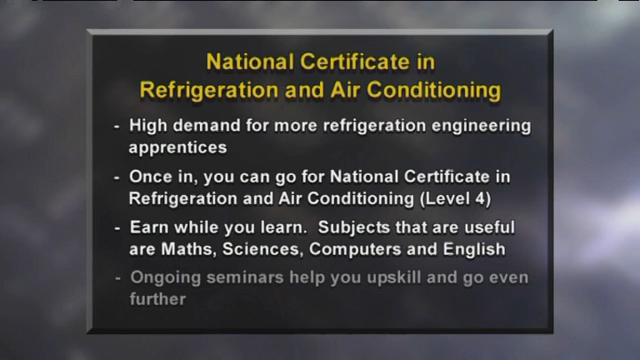 National Certificate in
Refrigeration and Air Conditioning
- High demand for more refrigeration engineering
apprentices
- Once in, you can go for National Certificate in
Refrigeration and Air Conditioning (Level 4)
- Earn while you learn. Subjects that are useful
are Maths, Sciences, Computers and English
- Ongoing seminars help you upskill and go even
further